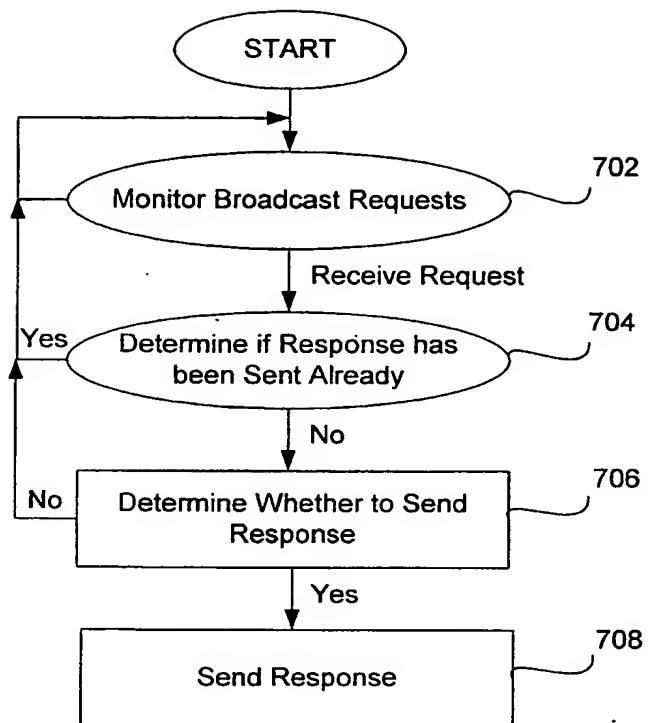 START
Monitor Broadcast Requests
702
Receive Request
Yes
Determine if Response has
been Sent Already
704
No
No
Determine Whether to Send
Response
706
Yes
Send Response
708